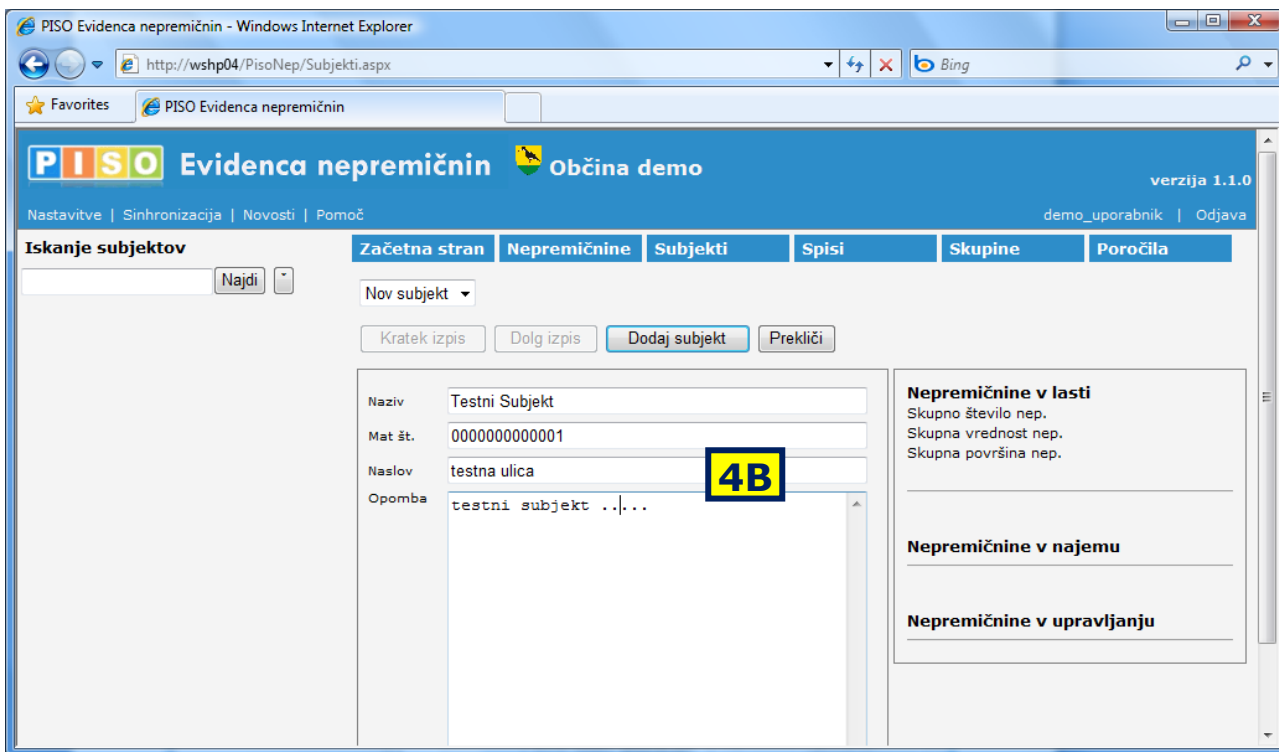 PISO Evidenca nepremičnin - Windows Internet Explorer
http://wshp04/PisoNep/Subjekti.aspx
Bing
Favorites
PISO Evidenca nepremičnin
PISO Evidenca nepremičnin Občina demo
verzija 1.1.0
Nastavitve | Sinhronizacija | Novosti | Pomoč
demo_uporabnik | Odjava
Iskanje subjektov
Najdi
Začetna stran Nepremičnine Subjekti Spisi Skupine Poročila
Nov subjekt
Kratek izpis Dolg izpis Dodaj subjekt Prekliči
Naziv Testni Subjekt
Mat št. 0000000000001
Naslov testna ulica
Opomba testni subjekt .....
4B
Nepremičnine v lasti
Skupno število nep.
Skupna vrednost nep.
Skupna površina nep.
Nepremičnine v najemu
Nepremičnine v upravljanju